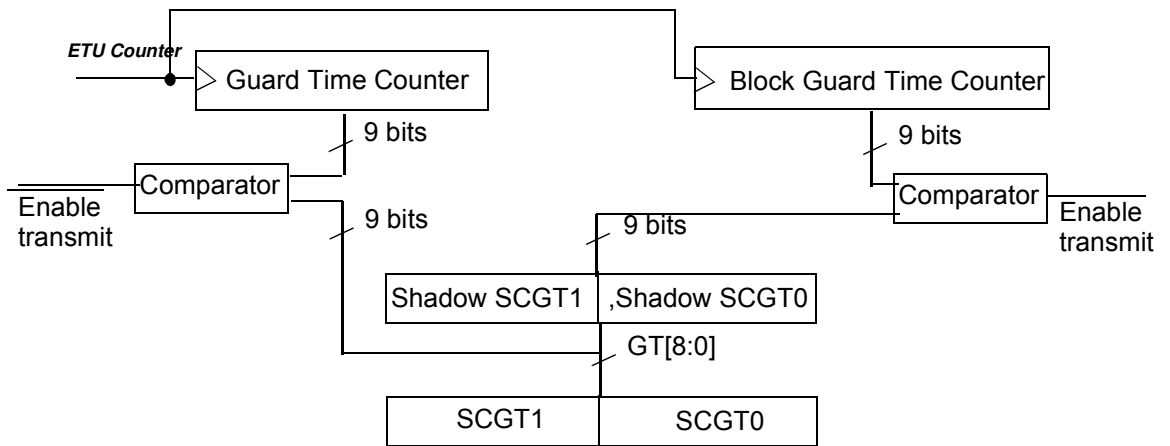 ETU Counter
Guard Time Counter
Block Guard Time Counter
9 bits
9 bits
Comparator
Comparator
Enable
transmit
Enable
transmit
9 bits
9 bits
Shadow SCGT1
,Shadow SCGT0
GT[8:0]
SCGT1
SCGT0